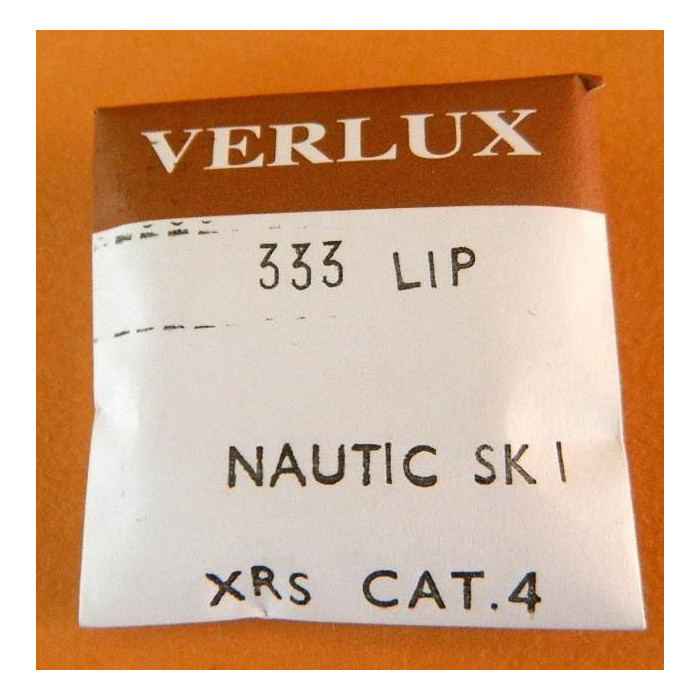 VERLUX
333 LIP
NAUTIC SKI
XRS CAT.4